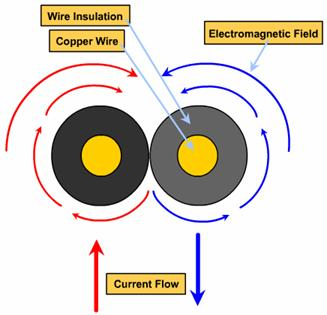 Wire Insulation
Copper Wire
Electromagnetic Field
Current Flow